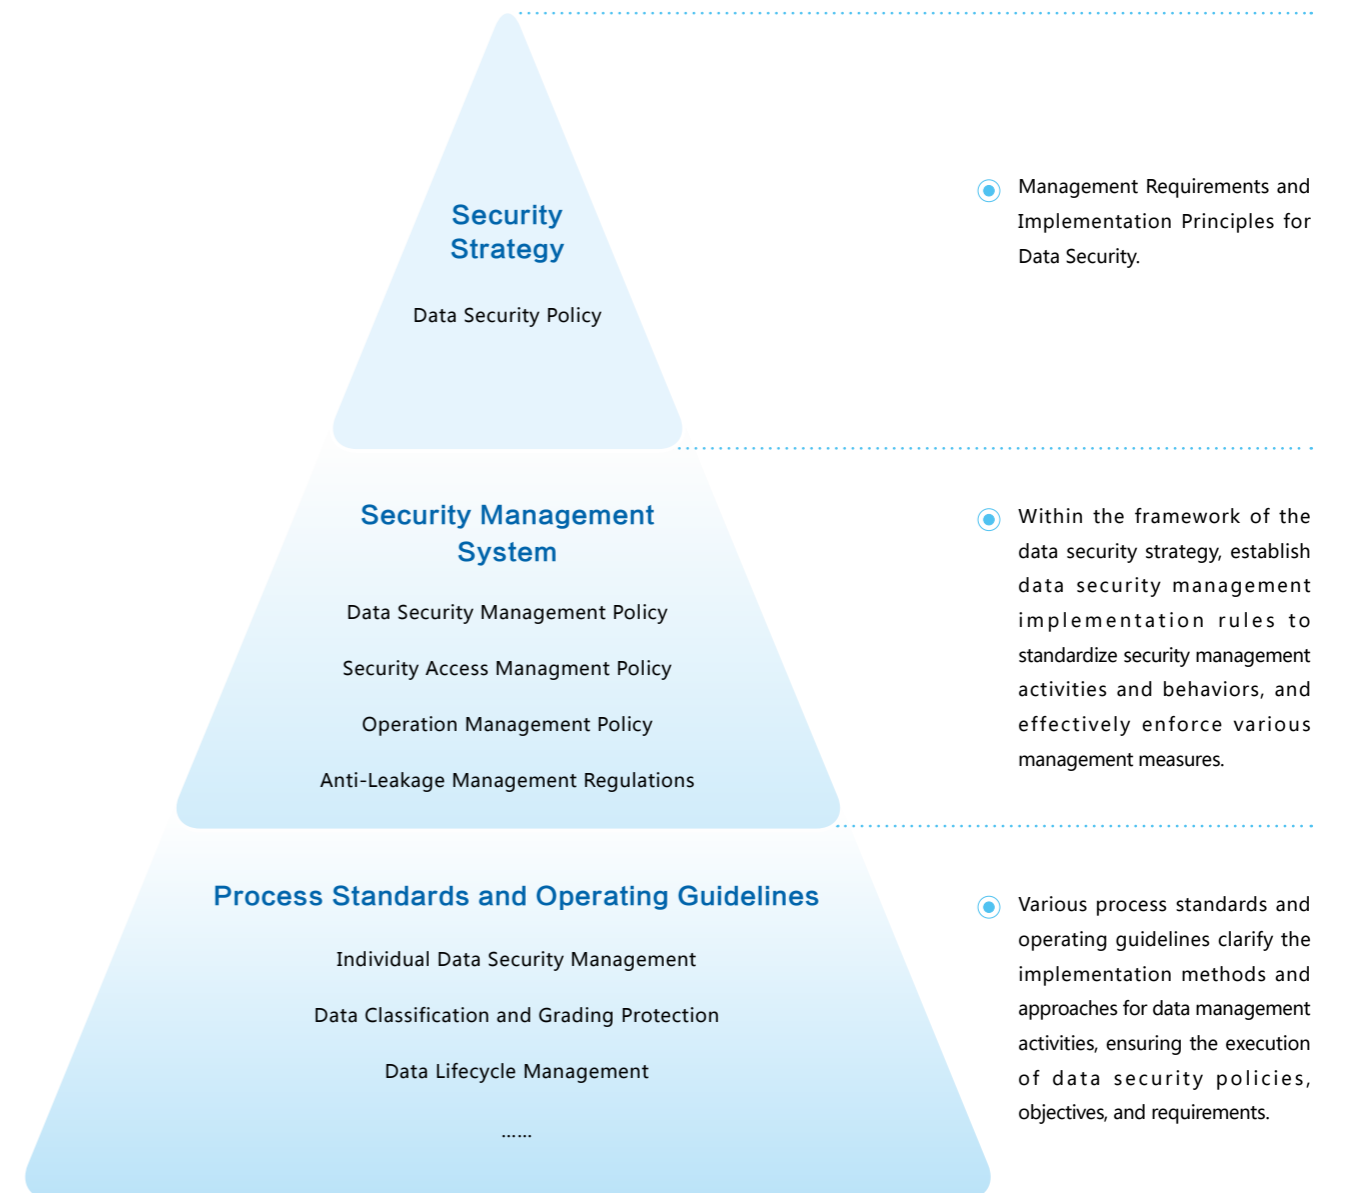 Security
Strategy
Data Security Policy
Management Requirements and
Implementation Principles for
Data Security.
Security Management
System
Data Security Management Policy
Security Access Managment Policy
Operation Management Policy
Anti-Leakage Management Regulations
Within the framework of the
data security strategy, establish
data security management
implementation rules to
standardize security management
activities and behaviors, and
effectively enforce various
management measures.
Process Standards and Operating Guidelines
Individual Data Security Management
Data Classification and Grading Protection
Data Lifecycle Management
......
Various process standards and
operating guidelines clarify the
implementation methods and
approaches for data management
activities, ensuring the execution
of data security policies,
objectives, and requirements.